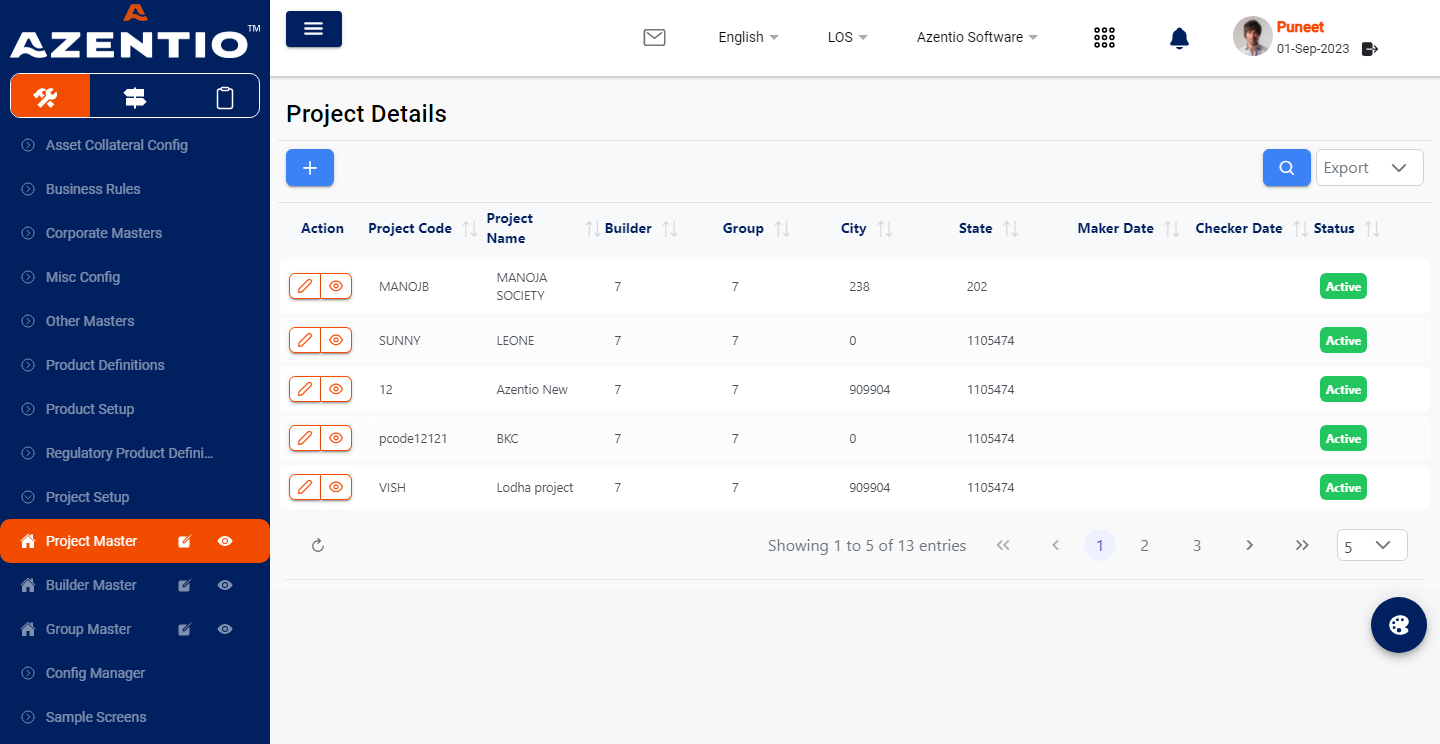 AZENTIO TM
Asset Collateral Config
Business Rules
Corporate Masters
Misc Config
Other Masters
Product Definitions
Product Setup
Regulatory Product Defini...
Project Setup
Project Master
Builder Master
Group Master
Config Manager
Sample Screens
English LOS Azentio Software Puneet
01-Sep-2023
Project Details
Export
Action Project Code Project Name Builder Group City State Maker Date Checker Date Status
MANOJB MANOJA SOCIETY 7 7 238 202 Active
SUNNY LEONE 7 7 0 1105474 Active
12 Azentio New 7 7 909904 1105474 Active
pcode12121 BKC 7 7 0 1105474 Active
VISH Lodha project 7 7 909904 1105474 Active
Showing 1 to 5 of 13 entries 1 2 3 5